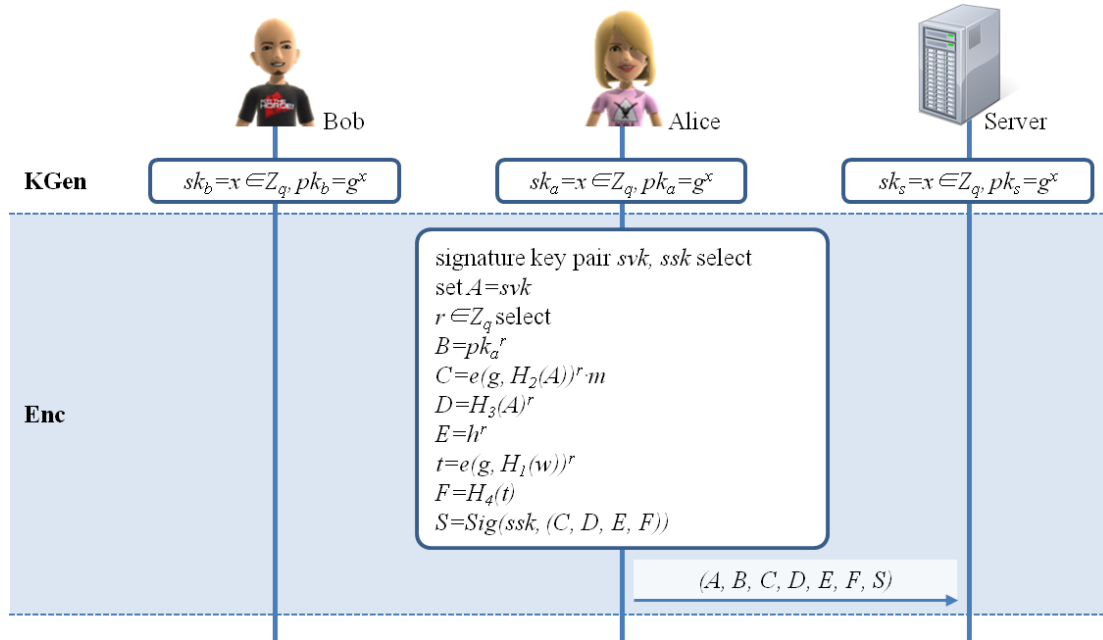 Bob
Alice
Server
KGen
sk_b=x∈Z_q, pk_b=g^x
sk_a=x∈Z_q, pk_a=g^x
sk_s=x∈Z_q, pk_s=g^x
Enc
signature key pair svk, ssk select
set A=svk
r∈Z_q select
B=pk_a^r
C=e(g, H_2(A))^r·m
D=H_3(A)^r
E=h^r
t=e(g, H_1(w))^r
F=H_4(t)
S=Sig(ssk, (C, D, E, F))
(A, B, C, D, E, F, S)